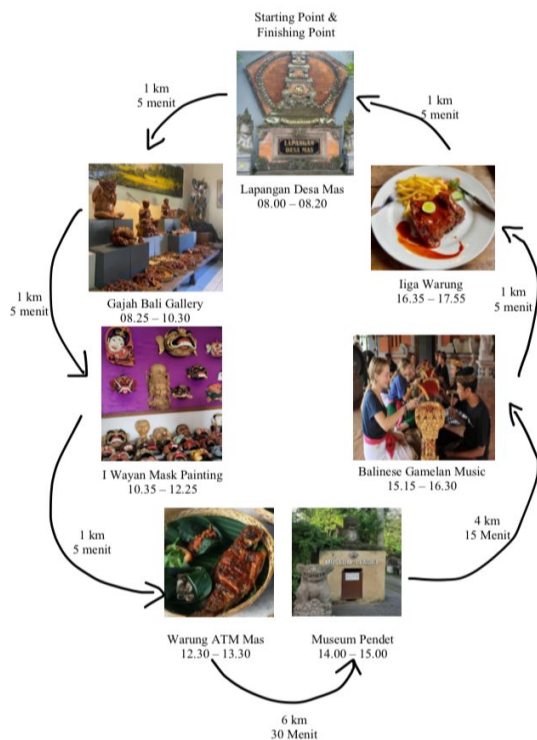 Starting Point &
Finishing Point
1 km
5 menit
1 km
5 menit
LAPANGAN
DESA MAS
Lapangan Desa Mas
08.00 – 08.20
Iiga Warung
16.35 – 17.55
1 km
5 menit
Gajah Bali Gallery
08.25 – 10.30
1 km
5 menit
I Wayan Mask Painting
10.35 – 12.25
Balinese Gamelan Music
15.15 – 16.30
1 km
5 menit
4 km
15 Menit
MUSEUM PENDET
Warung ATM Mas
12.30 – 13.30
Museum Pendet
14.00 – 15.00
6 km
30 Menit